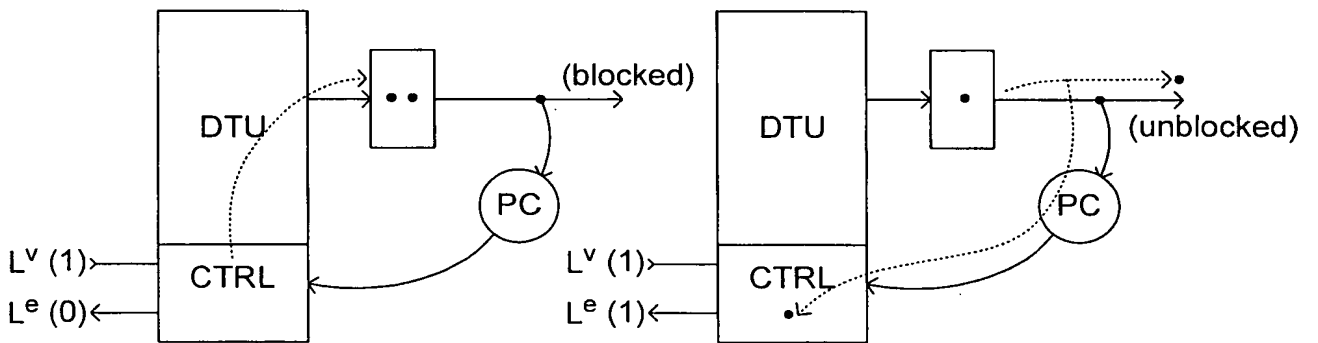 (blocked)
DTU
PC
Lᵛ (1)
CTRL
Lᵉ (0)
DTU
(unblocked)
PC
Lᵛ (1)
CTRL
Lᵉ (1)